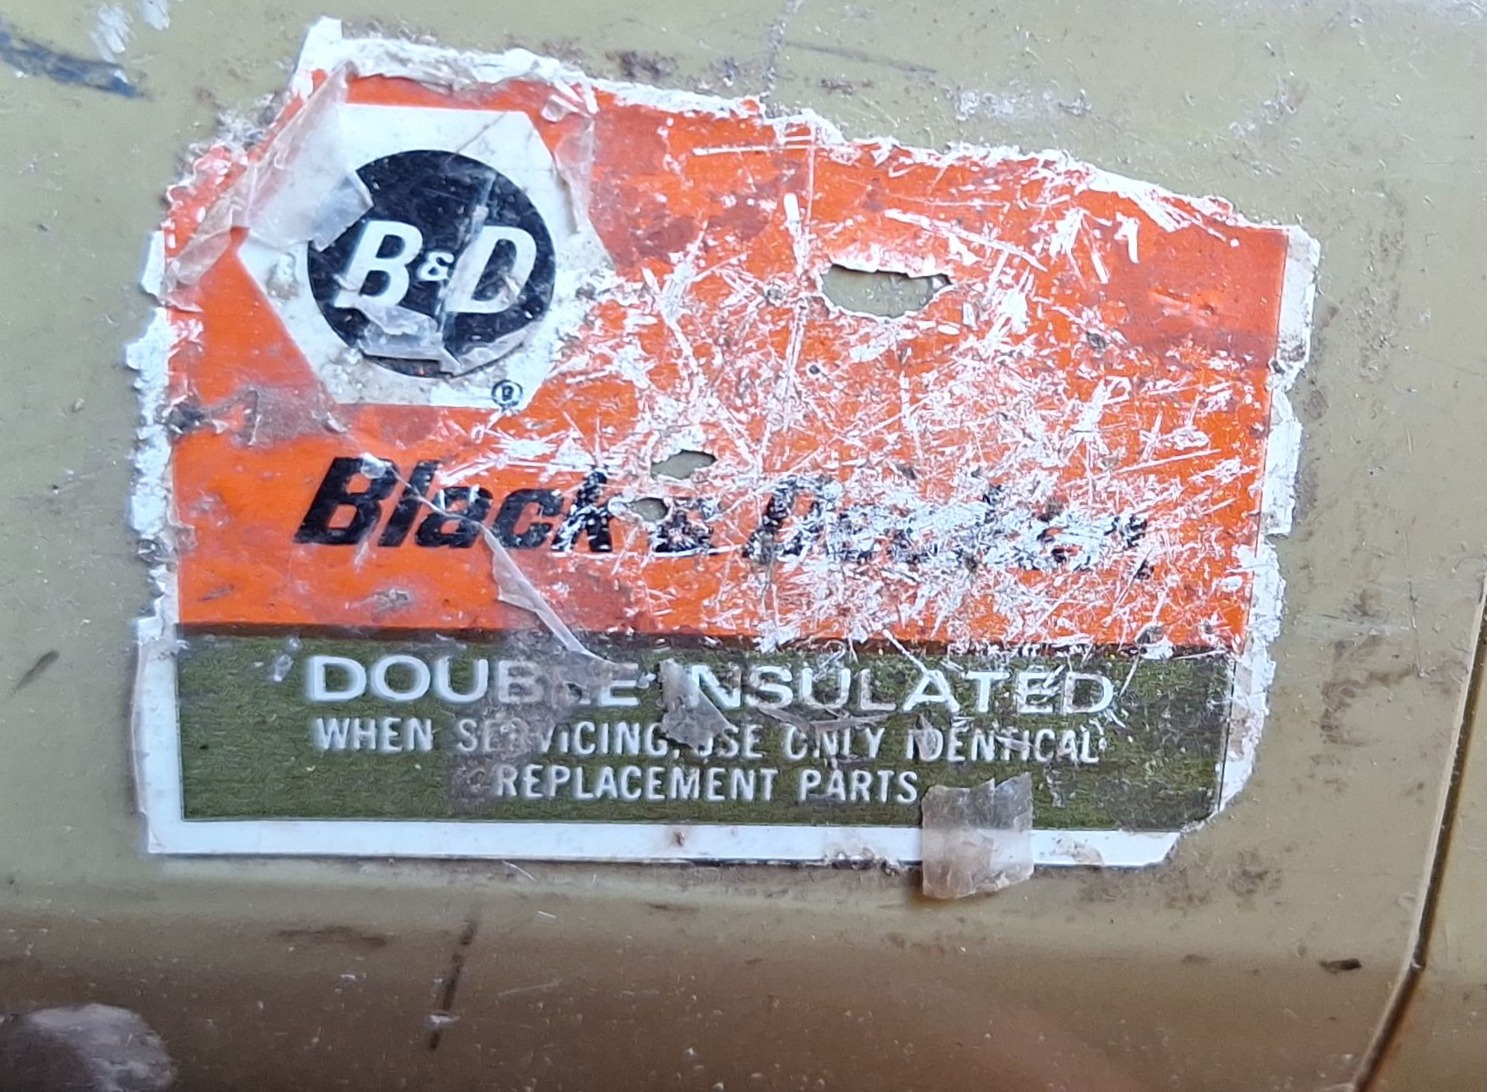 B&D
®
Black & Decker
DOUBLE INSULATED
WHEN SERVICING, USE ONLY IDENTICAL
REPLACEMENT PARTS